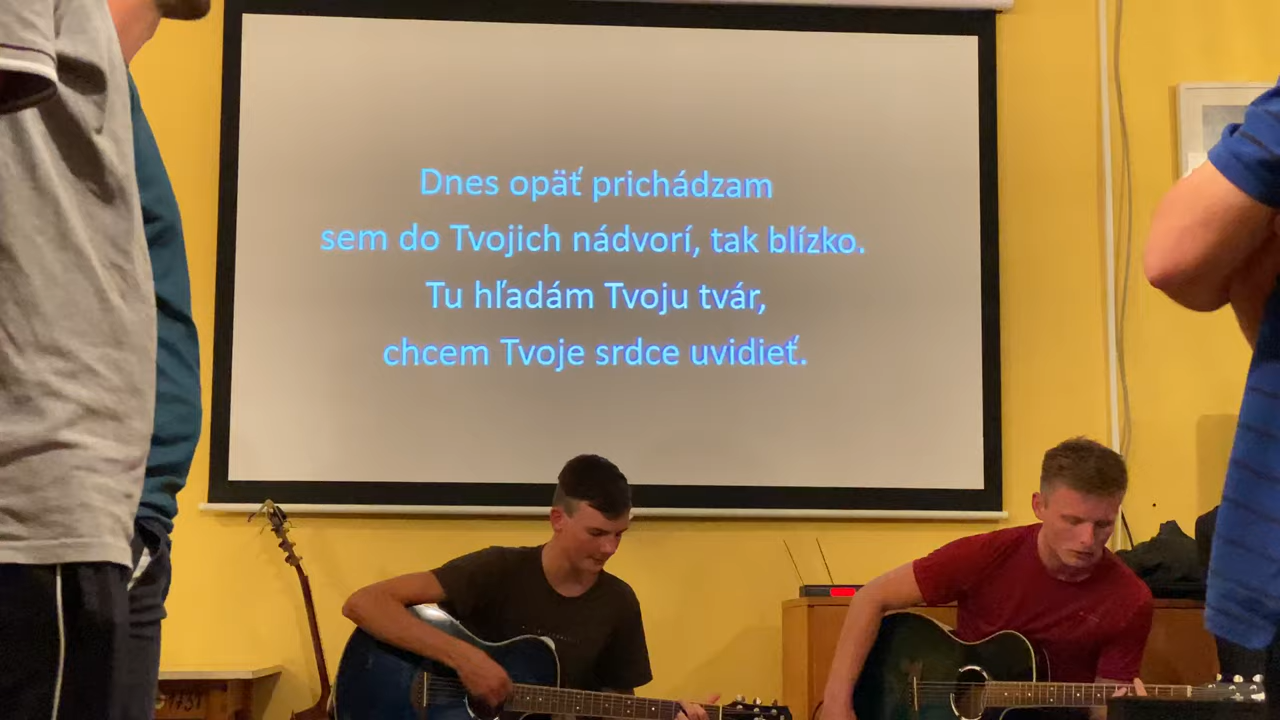 Dnes opäť prichádzam
sem do Tvojich nádvorí, tak blízko.
Tu hľadám Tvoju tvár,
chcem Tvoje srdce uvidieť.